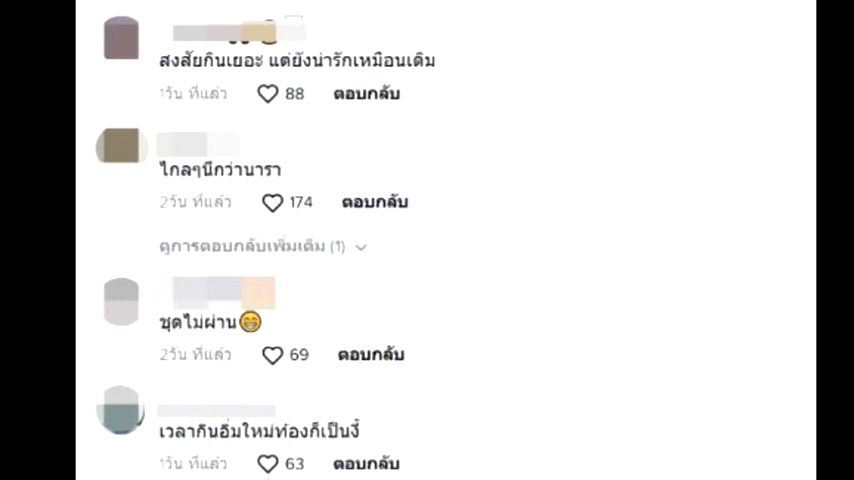 สงสัยกินเยอะ แต่ยังน่ารักเหมือนเดิม
1วัน ที่แล้ว 88 ตอบกลับ
ไกลๆนึกว่านารา
2วัน ที่แล้ว 174 ตอบกลับ
ดูการตอบกลับเพิ่มเติม (1)
ชุดไม่ผ่าน😁
2วัน ที่แล้ว 69 ตอบกลับ
เวลากินอิ่มใหม่ท้องก็เป็นงี้
1วัน ที่แล้ว 63 ตอบกลับ